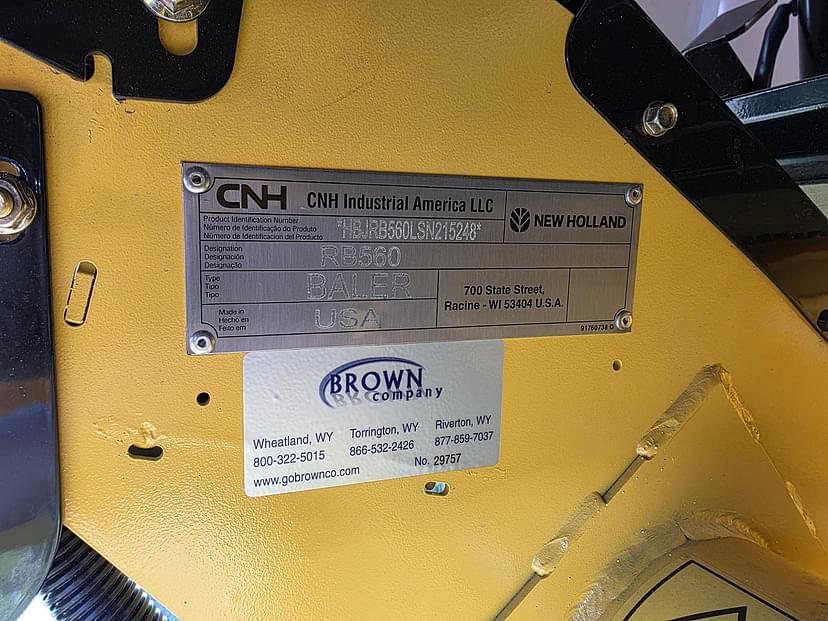 CNH CNH Industrial America LLC
Product Identification Number
Número de Identificação do Produto
Número de Identificacion del Producto
*HBJRB560LSN215248*
NEW HOLLAND
Designation
Designación
Designação
RB560
Type
Tipo
Tipo
BALER
700 State Street,
Racine - WI 53404 U.S.A.
Made in
Hecho en
Feito em
USA
91760738 D
BROWN
company
Wheatland, WY Torrington, WY Riverton, WY
800-322-5015 866-532-2426 877-859-7037
www.gobrownco.com No. 29757